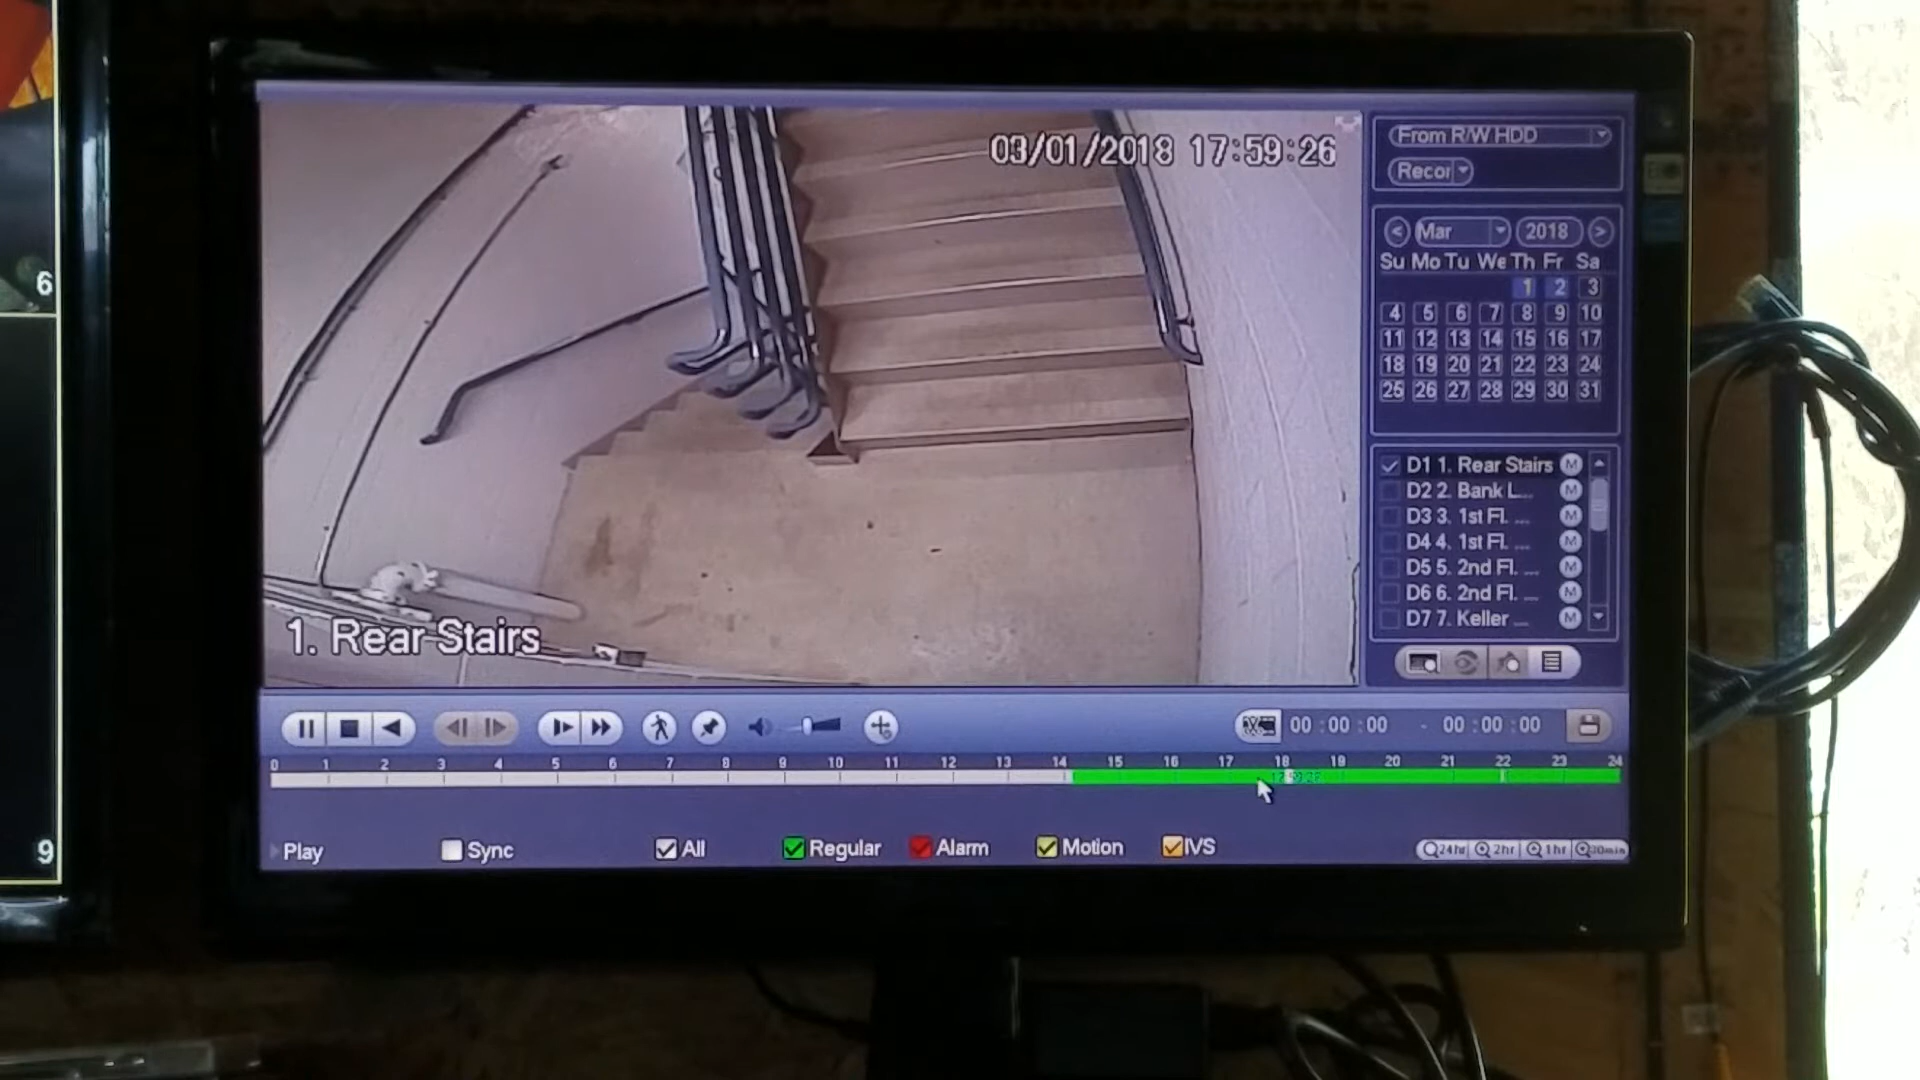 6
9
03/01/2018 17:59:26
1. Rear Stairs
From R/W HDD
Recor
< Mar 2018 >
Su Mo Tu We Th Fr Sa
1 2 3
4 5 6 7 8 9 10
11 12 13 14 15 16 17
18 19 20 21 22 23 24
25 26 27 28 29 30 31
D1 1. Rear Stairs M
D2 2. Bank L... M
D3 3. 1st Fl. ... M
D4 4. 1st Fl. ... M
D5 5. 2nd Fl. ... M
D6 6. 2nd Fl. ... M
D7 7. Keller ... M
00 :00 :00 - 00 :00 :00
0 1 2 3 4 5 6 7 8 9 10 11 12 13 14 15 16 17 18 19 20 21 22 23 24
17:59:26
Play Sync All Regular Alarm Motion IVS
24hr 2hr 1hr 30min